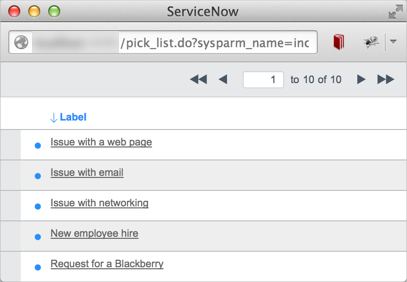 ServiceNow
/pick_list.do?sysparm_name=inc
1 to 10 of 10
Label
Issue with a web page
Issue with email
Issue with networking
New employee hire
Request for a Blackberry